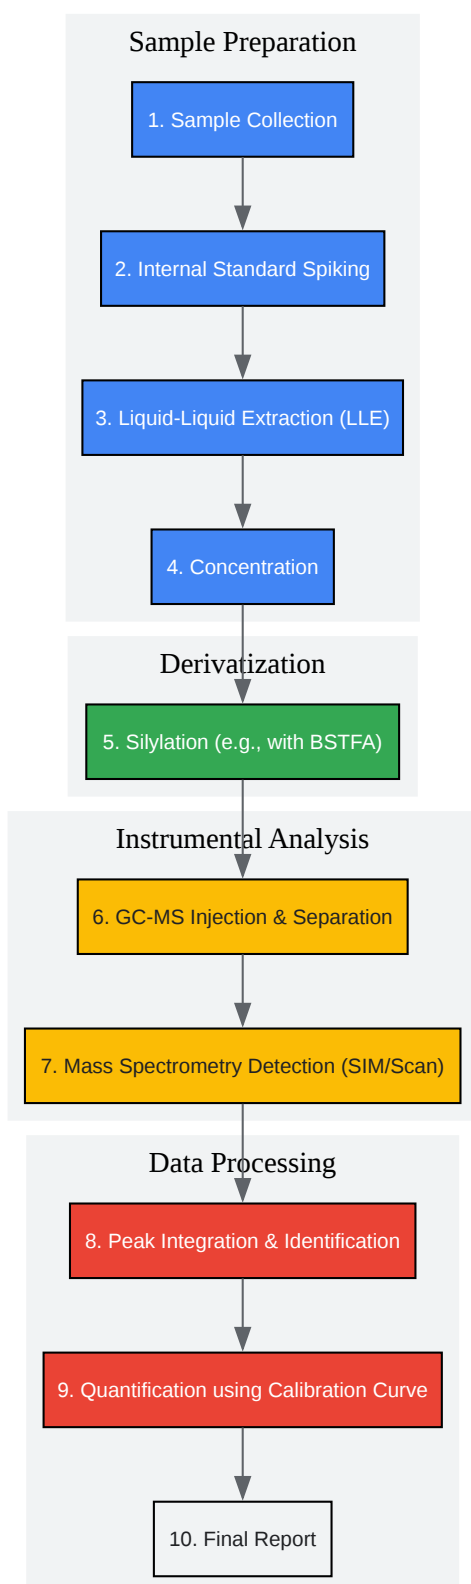 Sample Preparation
1. Sample Collection
2. Internal Standard Spiking
3. Liquid-Liquid Extraction (LLE)
4. Concentration
Derivatization
5. Silylation (e.g., with BSTFA)
Instrumental Analysis
6. GC-MS Injection & Separation
7. Mass Spectrometry Detection (SIM/Scan)
Data Processing
8. Peak Integration & Identification
9. Quantification using Calibration Curve
10. Final Report